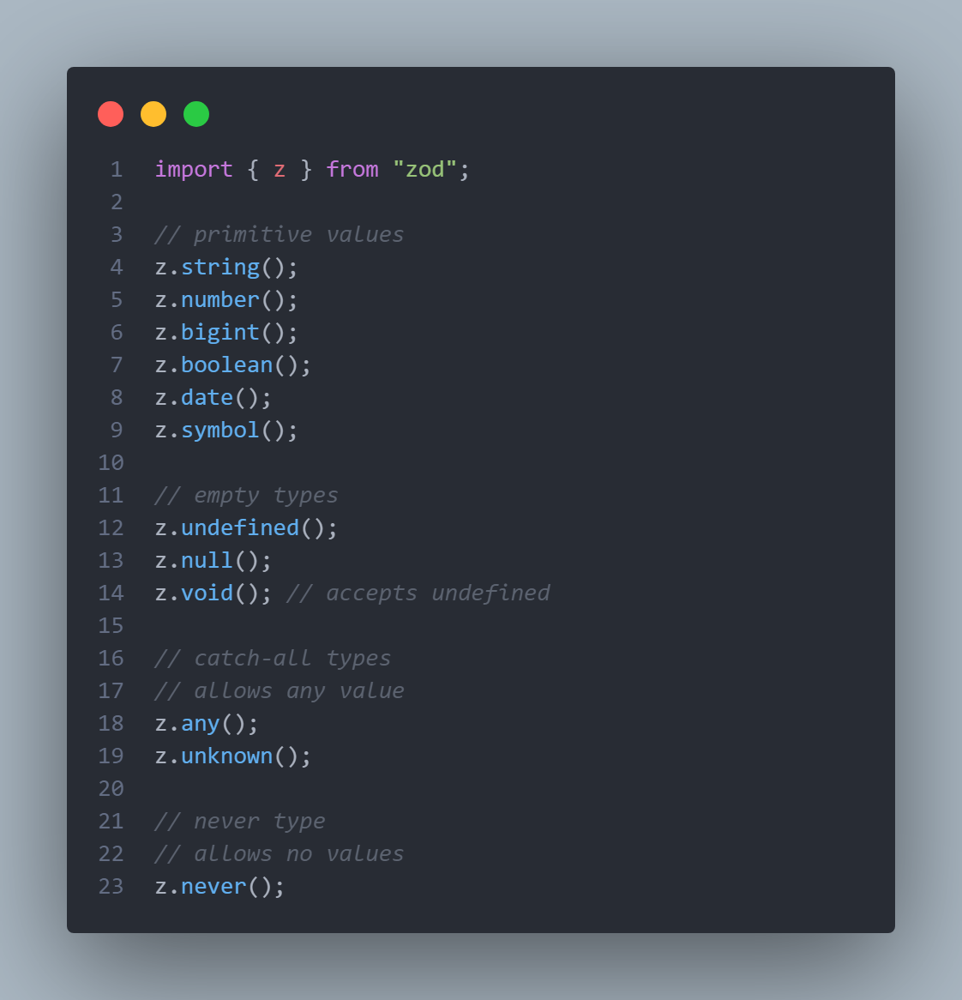 1 import { z } from "zod";
2
3 // primitive values
4 z.string();
5 z.number();
6 z.bigint();
7 z.boolean();
8 z.date();
9 z.symbol();
10
11 // empty types
12 z.undefined();
13 z.null();
14 z.void(); // accepts undefined
15
16 // catch-all types
17 // allows any value
18 z.any();
19 z.unknown();
20
21 // never type
22 // allows no values
23 z.never();